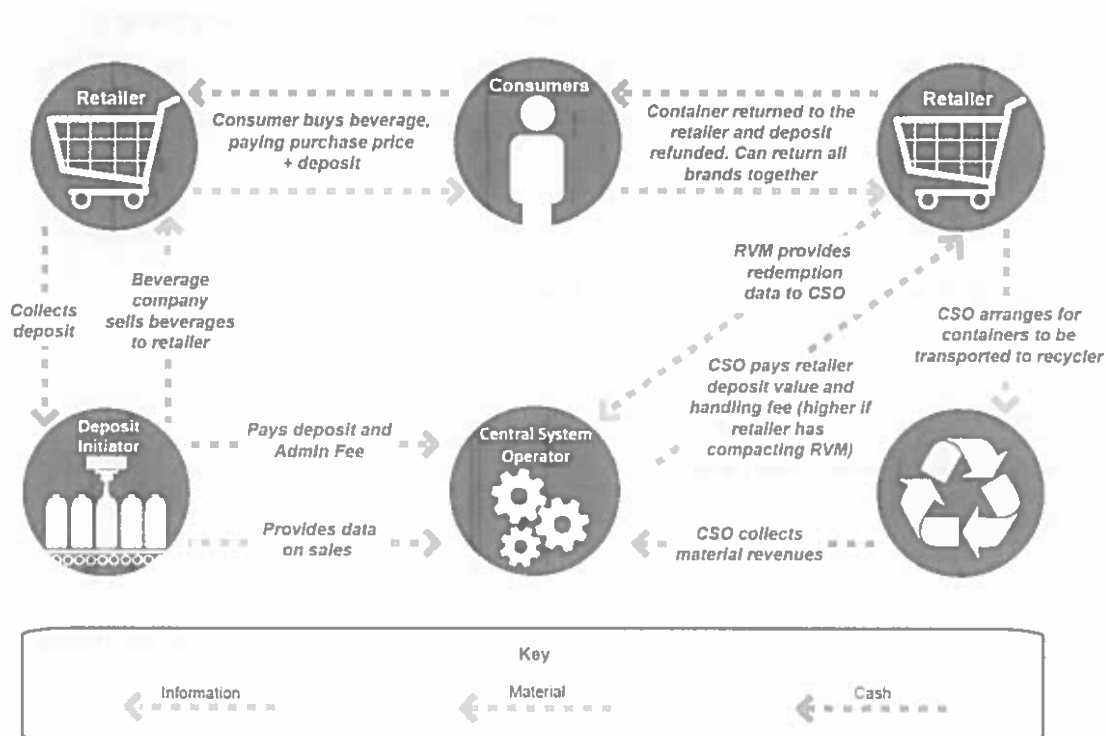 Retailer
Consumers
Retailer
Consumer buys beverage,
paying purchase price
+ deposit
Container returned to the
retailer and deposit
refunded. Can return all
brands together
Collects
deposit
Beverage
company
sells beverages
to retailer
RVM provides
redemption
data to CSO
CSO arranges for
containers to be
transported to recycler
CSO pays retailer
deposit value and
handling fee (higher if
retailer has
compacting RVM)
Deposit
Initiator
Pays deposit and
Admin Fee
Central System
Operator
Provides data
on sales
CSO collects
material revenues
Key
Information
Material
Cash